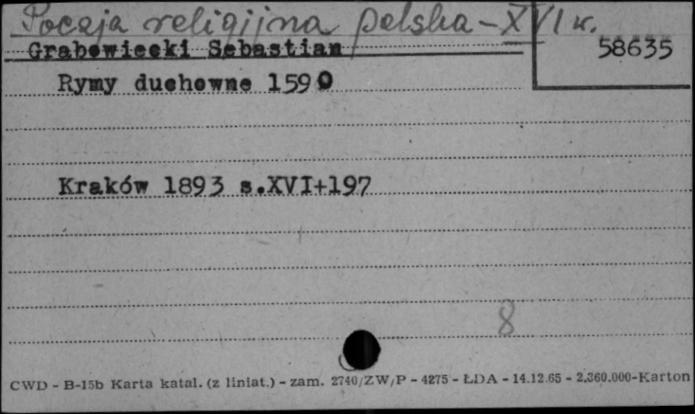 Poezja religijna polska - XVI w.
Grabowiecki Sebastian
58635
Rymy duchowne 1590
Kraków 1893 s.XVI+197
8
CWD - B-15b Karta katal. (z liniat.) - zam. 2740/ZW/P - 4275 - ŁDA - 14.12.65 - 2.360.000-Karton